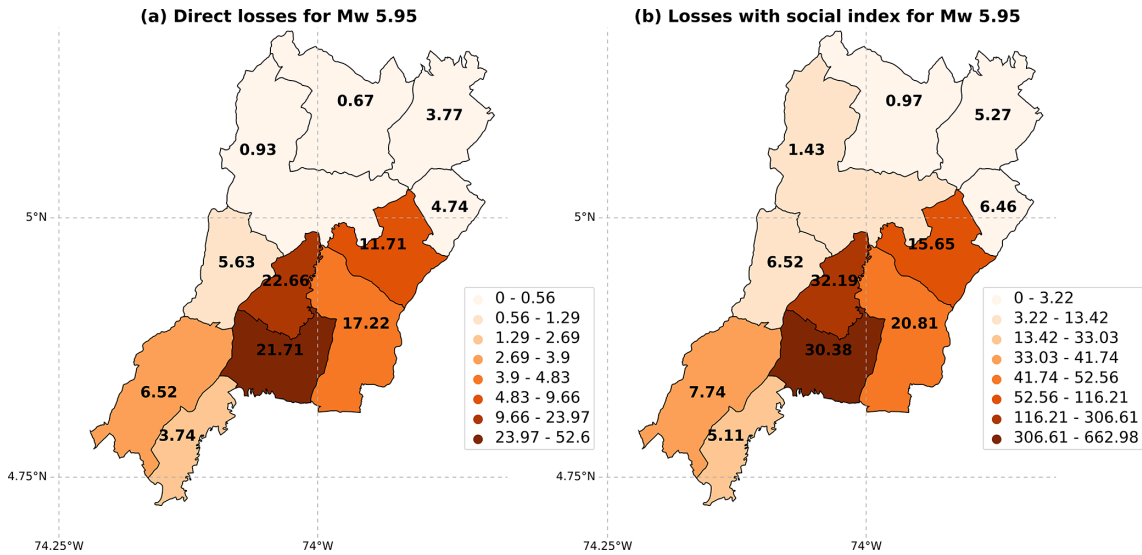 (a) Direct losses for Mw 5.95
0.67
3.77
0.93
4.74
5°N
11.71
5.63
22.66
17.22
21.71
6.52
3.74
4.75°N
74.25°W
74°W
0 - 0.56
0.56 - 1.29
1.29 - 2.69
2.69 - 3.9
3.9 - 4.83
4.83 - 9.66
9.66 - 23.97
23.97 - 52.6
(b) Losses with social index for Mw 5.95
0.97
5.27
1.43
6.46
5°N
15.65
6.52
32.19
20.81
30.38
7.74
5.11
4.75°N
74.25°W
74°W
0 - 3.22
3.22 - 13.42
13.42 - 33.03
33.03 - 41.74
41.74 - 52.56
52.56 - 116.21
116.21 - 306.61
306.61 - 662.98